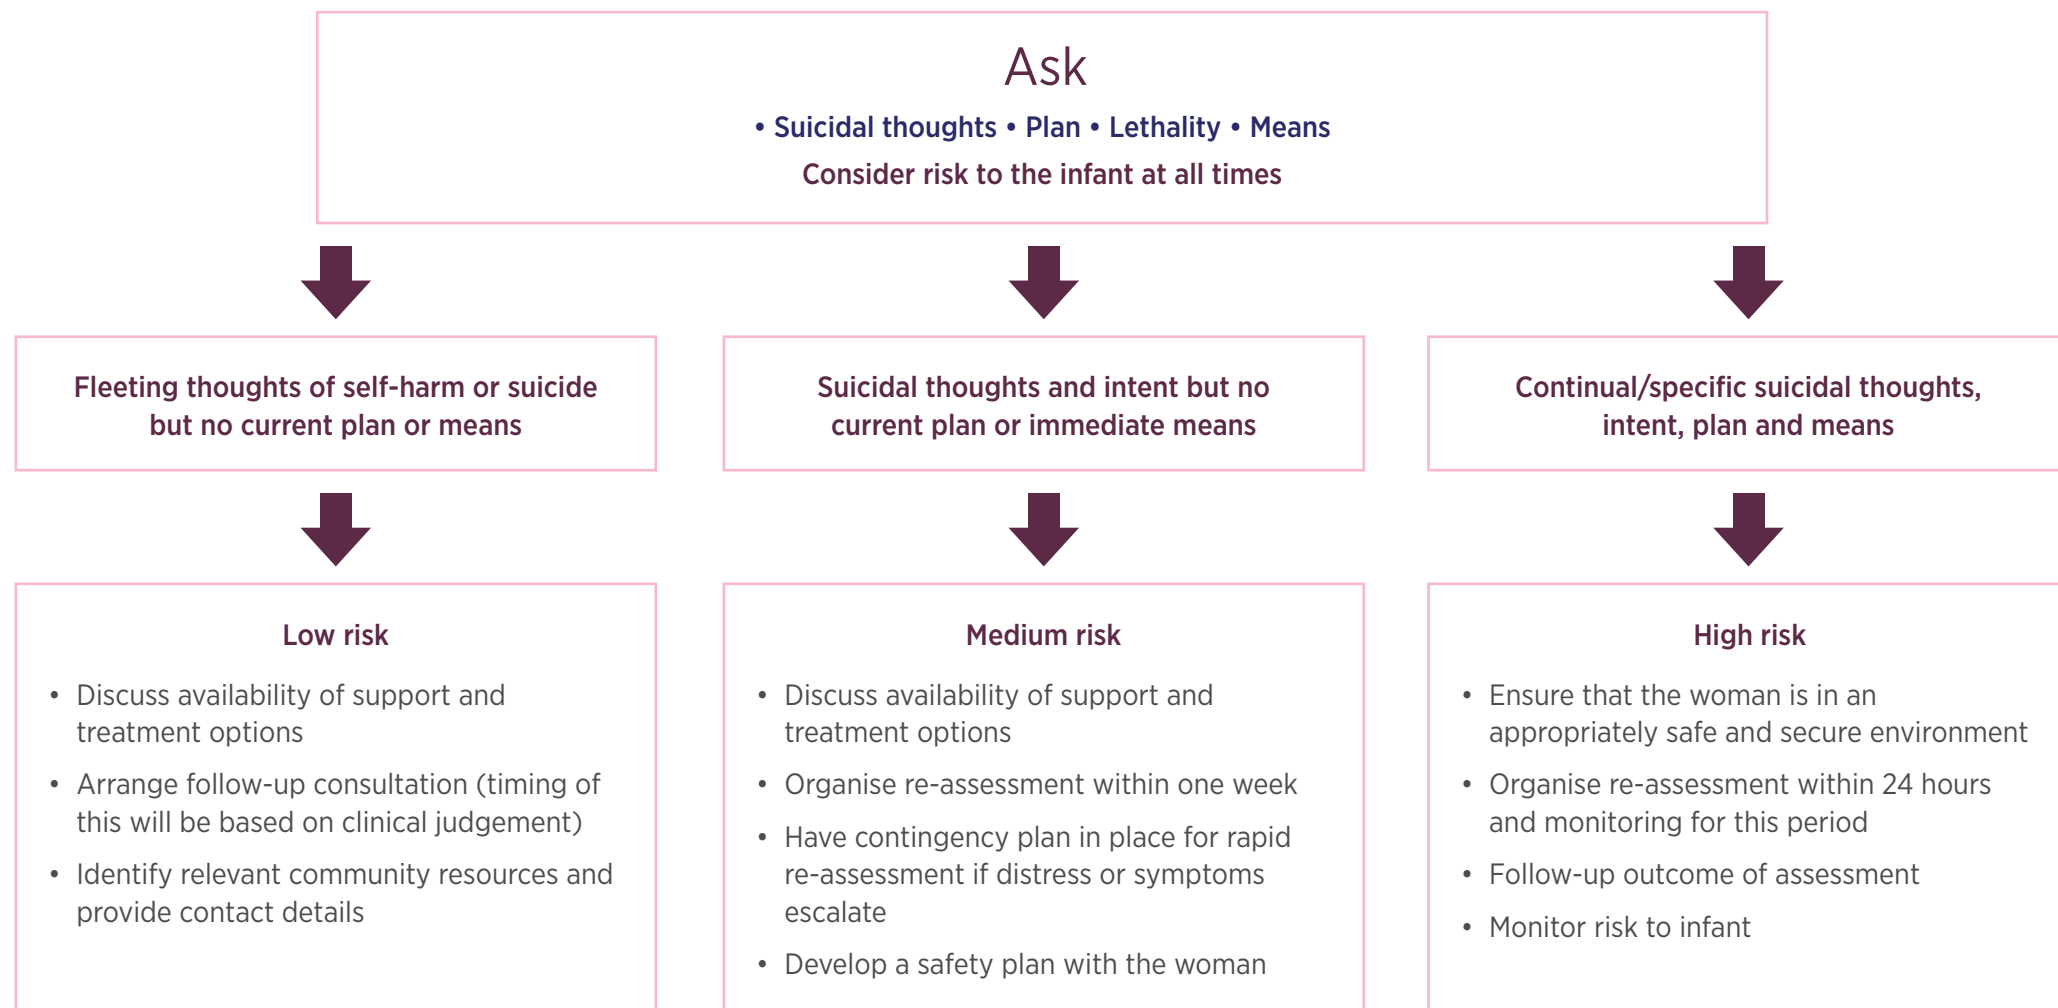 Ask
• Suicidal thoughts • Plan • Lethality • Means
Consider risk to the infant at all times
Fleeting thoughts of self-harm or suicide
but no current plan or means
Suicidal thoughts and intent but no
current plan or immediate means
Continual/specific suicidal thoughts,
intent, plan and means
Low risk
• Discuss availability of support and
treatment options
• Arrange follow-up consultation (timing of
this will be based on clinical judgement)
• Identify relevant community resources and
provide contact details
Medium risk
• Discuss availability of support and
treatment options
• Organise re-assessment within one week
• Have contingency plan in place for rapid
re-assessment if distress or symptoms
escalate
• Develop a safety plan with the woman
High risk
• Ensure that the woman is in an
appropriately safe and secure environment
• Organise re-assessment within 24 hours
and monitoring for this period
• Follow-up outcome of assessment
• Monitor risk to infant